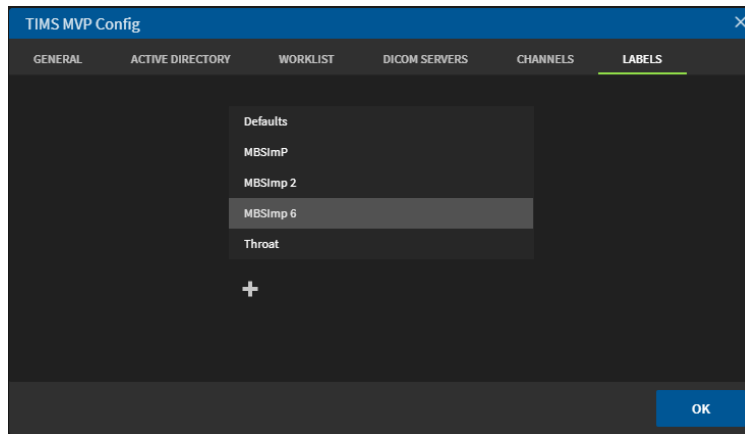 TIMS MVP Config
GENERAL ACTIVE DIRECTORY WORKLIST DICOM SERVERS CHANNELS LABELS
Defaults
MBSImP
MBSImp 2
MBSImp 6
Throat
OK